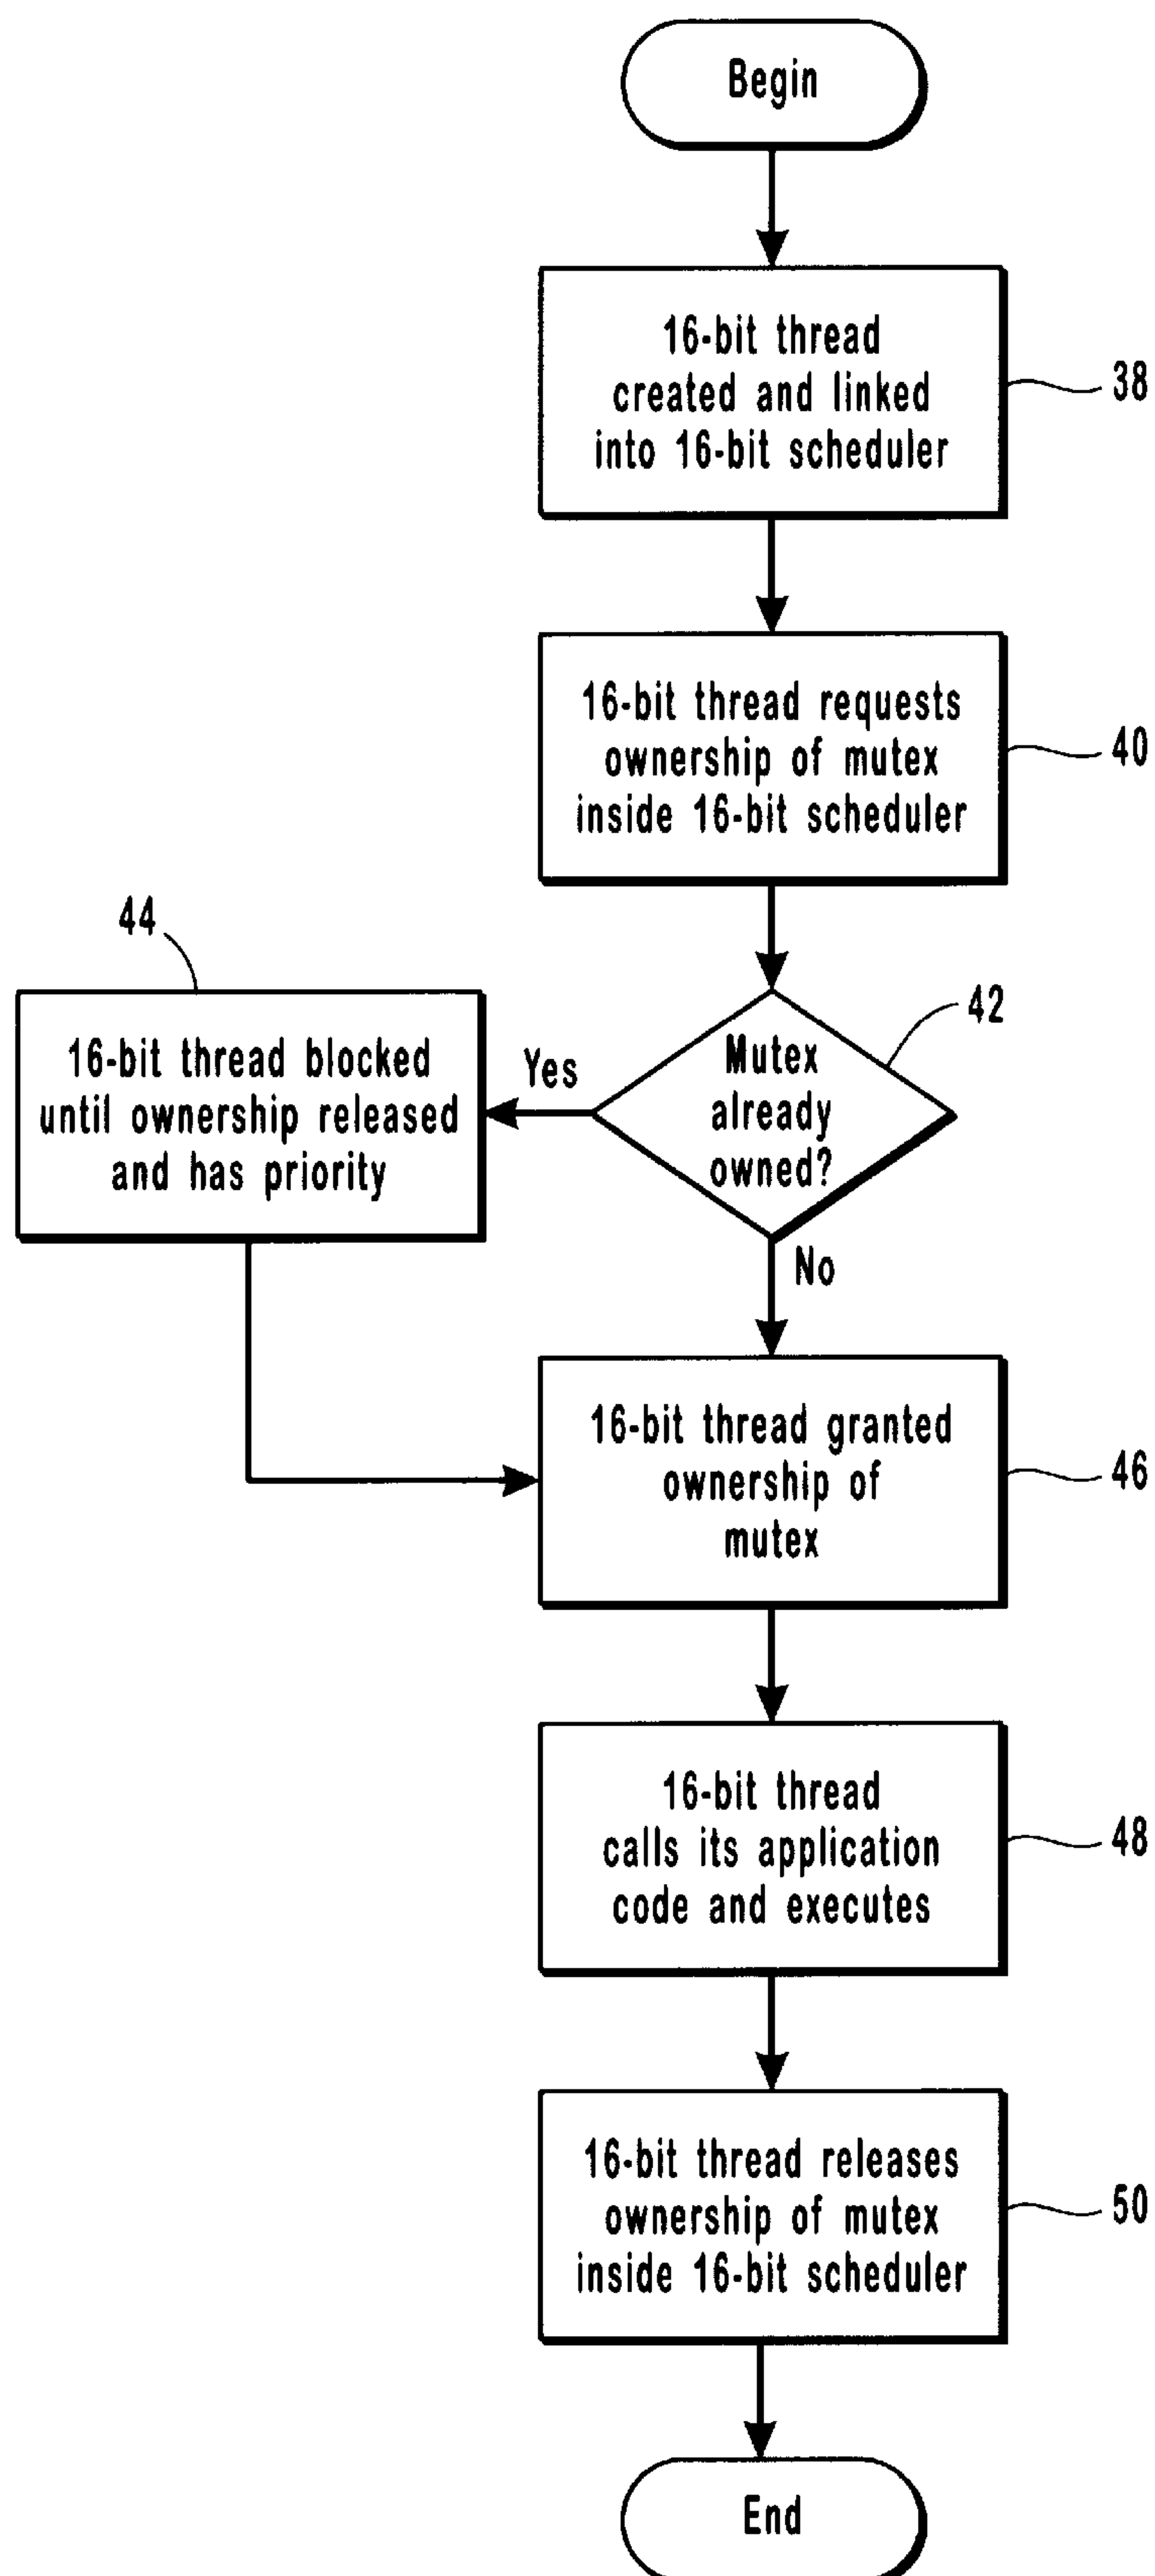 Begin
16-bit thread
created and linked
into 16-bit scheduler
38
16-bit thread requests
ownership of mutex
inside 16-bit scheduler
40
44
16-bit thread blocked
until ownership released
and has priority
Yes
Mutex
already
owned?
42
No
16-bit thread granted
ownership of
mutex
46
16-bit thread
calls its application
code and executes
48
16-bit thread releases
ownership of mutex
inside 16-bit scheduler
50
End